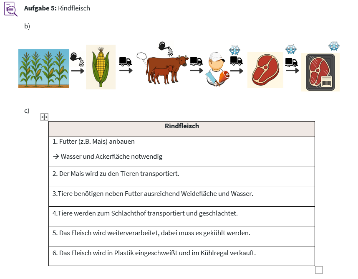 Aufgabe 5: Rindfleisch
b)
c)
Rindfleisch
1. Futter (z.B. Mais) anbauen
→ Wasser und Ackerfläche notwendig
2. Der Mais wird zu den Tieren transportiert.
3.Tiere benötigen neben Futter ausreichend Weidefläche und Wasser.
4.Tiere werden zum Schlachthof transportiert und geschlachtet.
5. Das Fleisch wird weiterverarbeitet, dabei muss es gekühlt werden.
6. Das Fleisch wird in Plastik eingeschweißt und im Kühlregal verkauft.